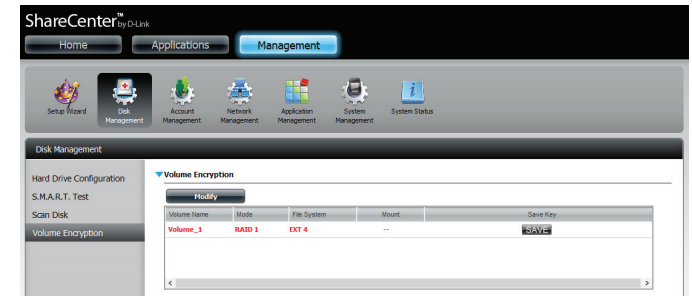 ShareCenter™ by D-Link
Home Applications Management
Setup Wizard Disk Management Account Management Network Management Application Management System Management System Status
Disk Management
Hard Drive Configuration
S.M.A.R.T. Test
Scan Disk
Volume Encryption
Volume Encryption
Modify
Volume Name Mode File System Mount Save Key
Volume_1 RAID 1 EXT 4 -- SAVE